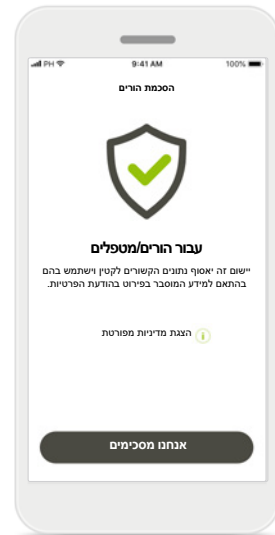 PH
9:41 AM
100%
הסכמת הורים
עבור הורים/מטפלים
יישום זה יאסוף נתונים הקשורים לקטין וישתמש בהם
בהתאם למידע המוסבר בפירוט בהודעת הפרטיות.
הצגת מדיניות מפורטת
i
אנחנו מסכימים